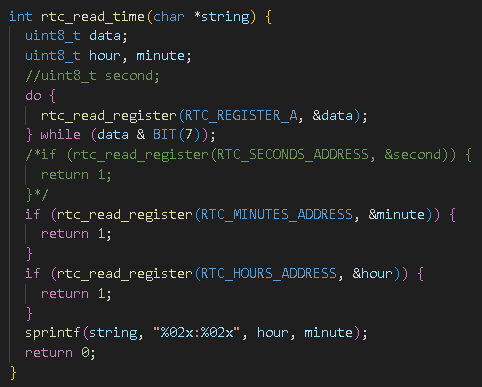 int rtc_read_time(char *string) {
  uint8_t data;
  uint8_t hour, minute;
  //uint8_t second;
  do {
    rtc_read_register(RTC_REGISTER_A, &data);
  } while (data & BIT(7));
  /*if (rtc_read_register(RTC_SECONDS_ADDRESS, &second)) {
    return 1;
  }*/
  if (rtc_read_register(RTC_MINUTES_ADDRESS, &minute)) {
    return 1;
  }
  if (rtc_read_register(RTC_HOURS_ADDRESS, &hour)) {
    return 1;
  }
  sprintf(string, "%02x:%02x", hour, minute);
  return 0;
}